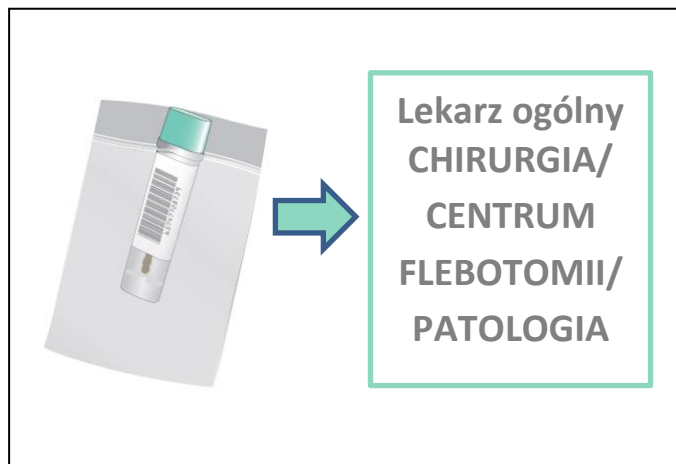 Lekarz ogólny
CHIRURGIA/
CENTRUM
FLEBOTOMII/
PATOLOGIA